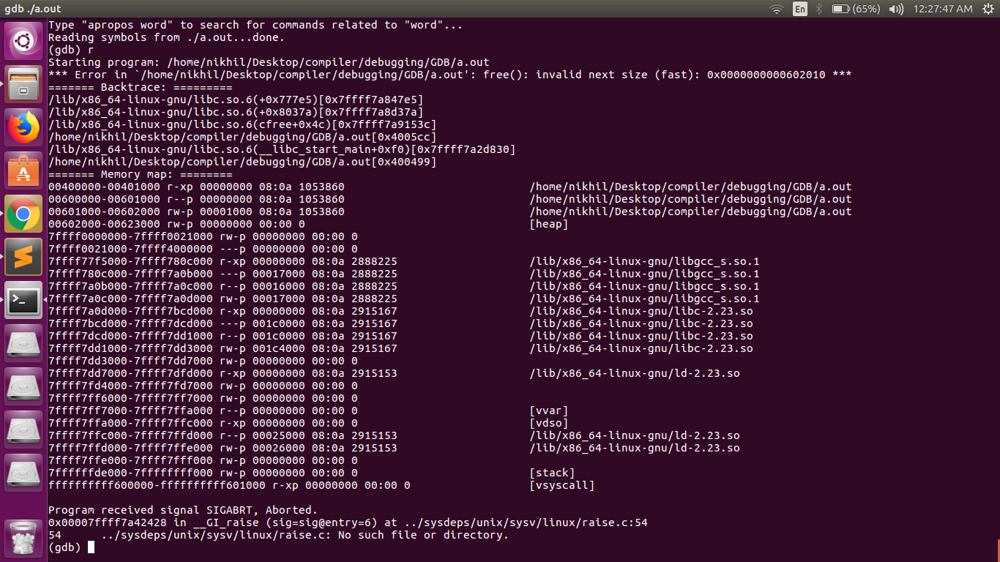 gdb ./a.out En (65%) 12:27:47 AM
Type "apropos word" to search for commands related to "word"...
Reading symbols from ./a.out...done.
(gdb) r
Starting program: /home/nikhil/Desktop/compiler/debugging/GDB/a.out
*** Error in `/home/nikhil/Desktop/compiler/debugging/GDB/a.out': free(): invalid next size (fast): 0x0000000000602010 ***
======= Backtrace: =========
/lib/x86_64-linux-gnu/libc.so.6(+0x777e5)[0x7ffff7a847e5]
/lib/x86_64-linux-gnu/libc.so.6(+0x8037a)[0x7ffff7a8d37a]
/lib/x86_64-linux-gnu/libc.so.6(cfree+0x4c)[0x7ffff7a9153c]
/home/nikhil/Desktop/compiler/debugging/GDB/a.out[0x4005cc]
/lib/x86_64-linux-gnu/libc.so.6(__libc_start_main+0xf0)[0x7ffff7a2d830]
/home/nikhil/Desktop/compiler/debugging/GDB/a.out[0x400499]
======= Memory map: ========
00400000-00401000 r-xp 00000000 08:0a 1053860 /home/nikhil/Desktop/compiler/debugging/GDB/a.out
00600000-00601000 r--p 00000000 08:0a 1053860 /home/nikhil/Desktop/compiler/debugging/GDB/a.out
00601000-00602000 rw-p 00001000 08:0a 1053860 /home/nikhil/Desktop/compiler/debugging/GDB/a.out
00602000-00623000 rw-p 00000000 00:00 0 [heap]
7ffff0000000-7ffff0021000 rw-p 00000000 00:00 0
7ffff0021000-7ffff4000000 ---p 00000000 00:00 0
7ffff77f5000-7ffff780c000 r-xp 00000000 08:0a 2888225 /lib/x86_64-linux-gnu/libgcc_s.so.1
7ffff780c000-7ffff7a0b000 ---p 00017000 08:0a 2888225 /lib/x86_64-linux-gnu/libgcc_s.so.1
7ffff7a0b000-7ffff7a0c000 r--p 00016000 08:0a 2888225 /lib/x86_64-linux-gnu/libgcc_s.so.1
7ffff7a0c000-7ffff7a0d000 rw-p 00017000 08:0a 2888225 /lib/x86_64-linux-gnu/libgcc_s.so.1
7ffff7a0d000-7ffff7bcd000 r-xp 00000000 08:0a 2915167 /lib/x86_64-linux-gnu/libc-2.23.so
7ffff7bcd000-7ffff7dcd000 ---p 001c0000 08:0a 2915167 /lib/x86_64-linux-gnu/libc-2.23.so
7ffff7dcd000-7ffff7dd1000 r--p 001c0000 08:0a 2915167 /lib/x86_64-linux-gnu/libc-2.23.so
7ffff7dd1000-7ffff7dd3000 rw-p 001c4000 08:0a 2915167 /lib/x86_64-linux-gnu/libc-2.23.so
7ffff7dd3000-7ffff7dd7000 rw-p 00000000 00:00 0
7ffff7dd7000-7ffff7dfd000 r-xp 00000000 08:0a 2915153 /lib/x86_64-linux-gnu/ld-2.23.so
7ffff7fd4000-7ffff7fd7000 rw-p 00000000 00:00 0
7ffff7ff6000-7ffff7ff7000 rw-p 00000000 00:00 0
7ffff7ff7000-7ffff7ffa000 r--p 00000000 00:00 0 [vvar]
7ffff7ffa000-7ffff7ffc000 r-xp 00000000 00:00 0 [vdso]
7ffff7ffc000-7ffff7ffd000 r--p 00025000 08:0a 2915153 /lib/x86_64-linux-gnu/ld-2.23.so
7ffff7ffd000-7ffff7ffe000 rw-p 00026000 08:0a 2915153 /lib/x86_64-linux-gnu/ld-2.23.so
7ffff7ffe000-7ffff7fff000 rw-p 00000000 00:00 0
7ffffffde000-7ffffffff000 rw-p 00000000 00:00 0 [stack]
ffffffffff600000-ffffffffff601000 r-xp 00000000 00:00 0 [vsyscall]
Program received signal SIGABRT, Aborted.
0x00007ffff7a42428 in __GI_raise (sig=sig@entry=6) at ../sysdeps/unix/sysv/linux/raise.c:54
54 ../sysdeps/unix/sysv/linux/raise.c: No such file or directory.
(gdb)